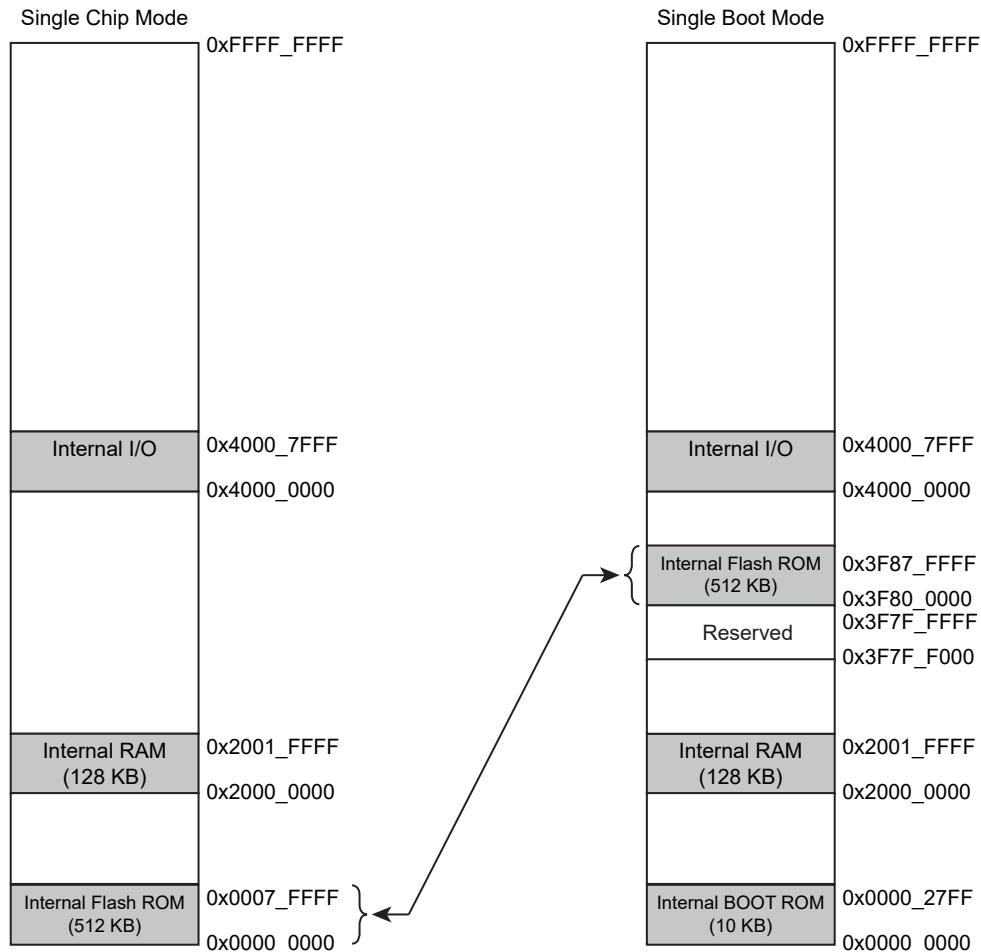 Single Chip Mode
0xFFFF_FFFF
Internal I/O
0x4000_7FFF
0x4000_0000
Internal RAM
(128 KB)
0x2001_FFFF
0x2000_0000
Internal Flash ROM
(512 KB)
0x0007_FFFF
0x0000_0000
Single Boot Mode
0xFFFF_FFFF
Internal I/O
0x4000_7FFF
0x4000_0000
Internal Flash ROM
(512 KB)
0x3F87_FFFF
0x3F80_0000
0x3F7F_FFFF
Reserved
0x3F7F_F000
Internal RAM
(128 KB)
0x2001_FFFF
0x2000_0000
Internal BOOT ROM
(10 KB)
0x0000_27FF
0x0000_0000